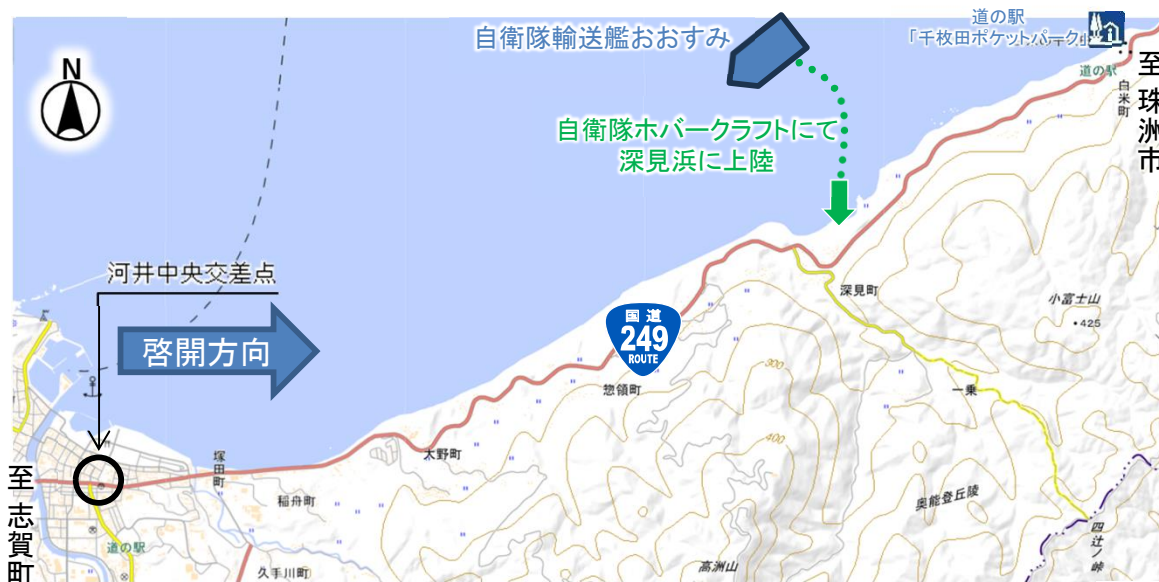 自衛隊輸送艦おおすみ
道の駅
「千枚田ポケットパーク」
道の駅
白米町
至 珠洲市
N
自衛隊ホバークラフトにて
深見浜に上陸
河井中央交差点
啓開方向
国道
249
ROUTE
深見町
小富士山
・425
300
惣領町
一乗
400
大野町
塚田町
稲舟町
奥能登丘陵
四辻ノ峠
至 志賀町
道の駅
久手川町
高洲山